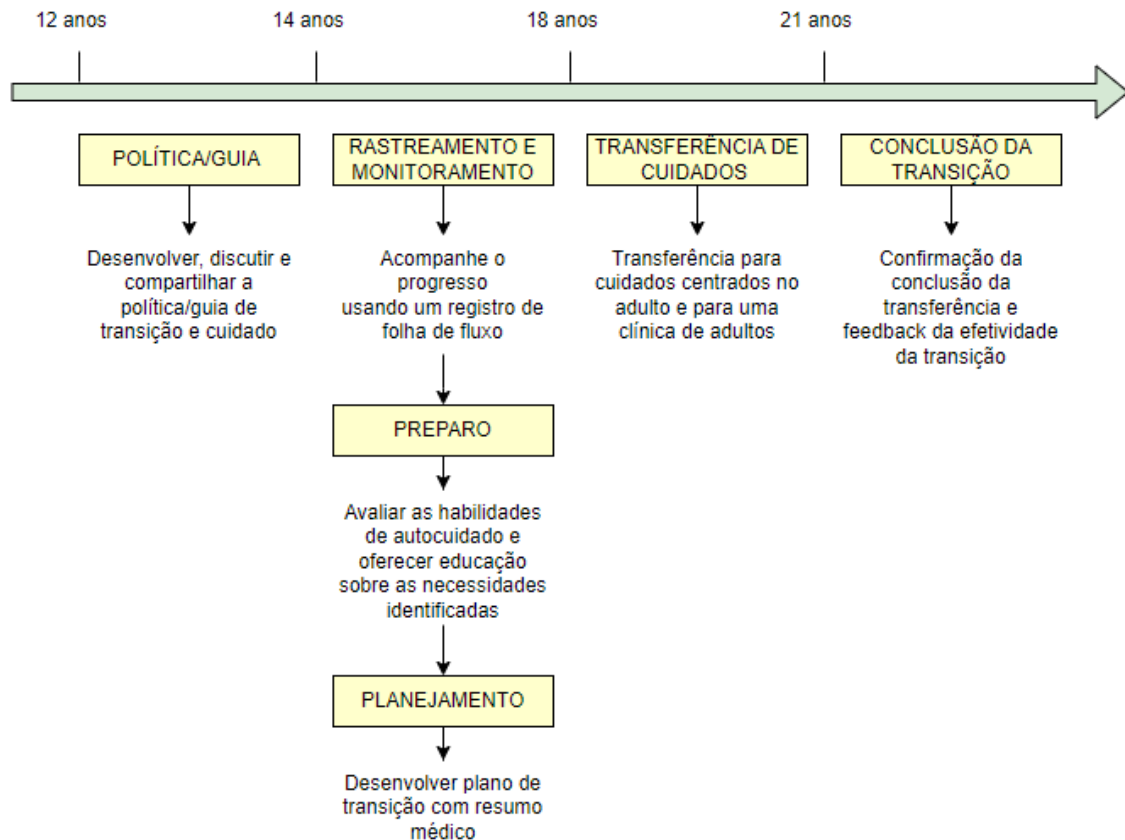 12 anos
14 anos
18 anos
21 anos
POLÍTICA/GUIA
Desenvolver, discutir e
compartilhar a
política/guia de
transição e cuidado
RASTREAMENTO E
MONITORAMENTO
Acompanhe o
progresso
usando um registro de
folha de fluxo
PREPARO
Avaliar as habilidades
de autocuidado e
oferecer educação
sobre as necessidades
identificadas
PLANEJAMENTO
Desenvolver plano de
transição com resumo
médico
TRANSFERÊNCIA DE
CUIDADOS
Transferência para
cuidados centrados no
adulto e para uma
clínica de adultos
CONCLUSÃO DA
TRANSIÇÃO
Confirmação da
conclusão da
transferência e
feedback da efetividade
da transição